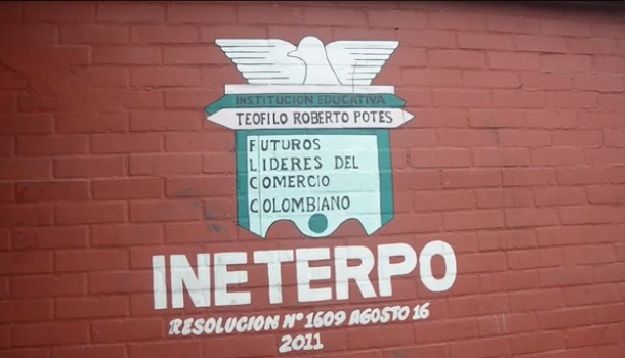 INSTITUCION EDUCATIVA
TEOFILO ROBERTO POTES
FUTUROS
LIDERES DEL
COMERCIO
COLOMBIANO
INETERPO
RESOLUCION Nº 1609 AGOSTO 16
2011